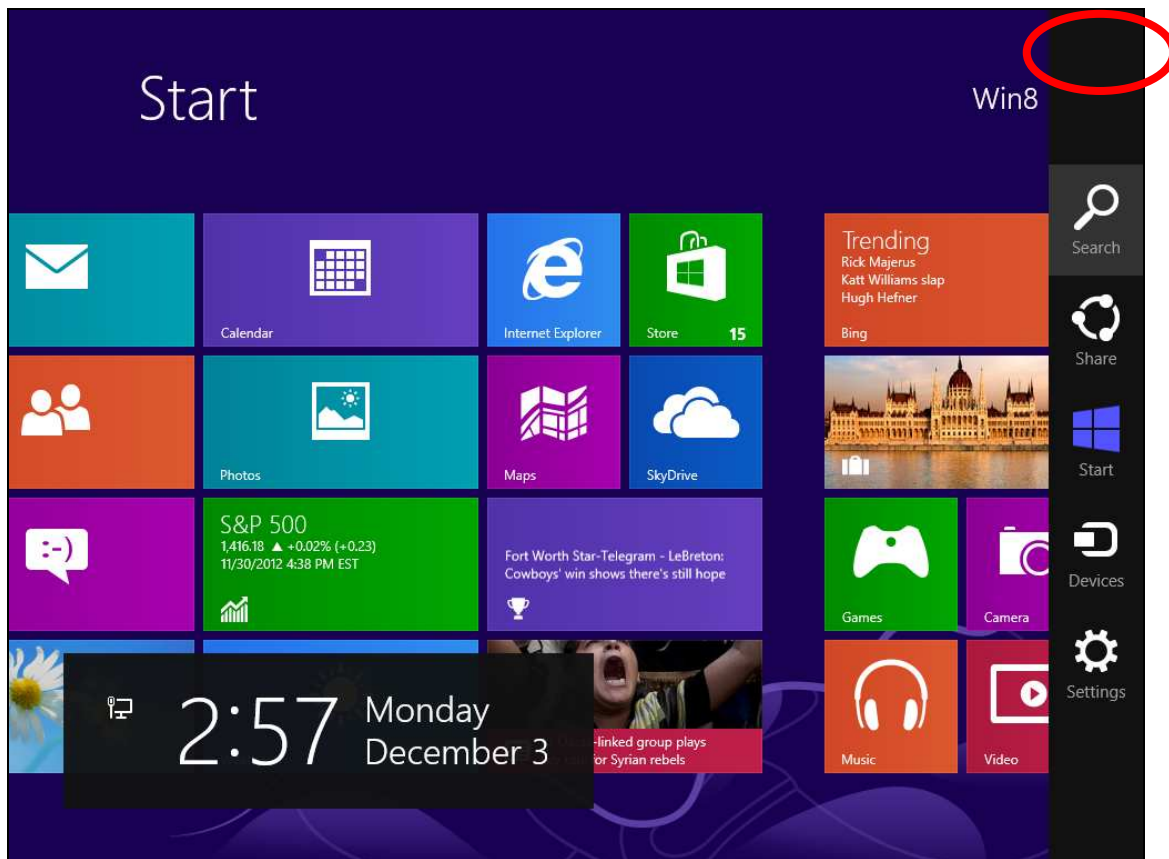 Start
Win8
Search
Share
Start
Devices
Settings
Calendar
Internet Explorer
Store 15
Trending
Rick Majerus
Katt Williams slap
Hugh Hefner
Bing
Photos
Maps
SkyDrive
:-)
S&P 500
1,416.18 ▲ +0.02% (+0.23)
11/30/2012 4:38 PM EST
Fort Worth Star-Telegram - LeBreton:
Cowboys' win shows there's still hope
Games
Camera
2:57
Monday
December 3
-linked group plays
for Syrian rebels
Music
Video